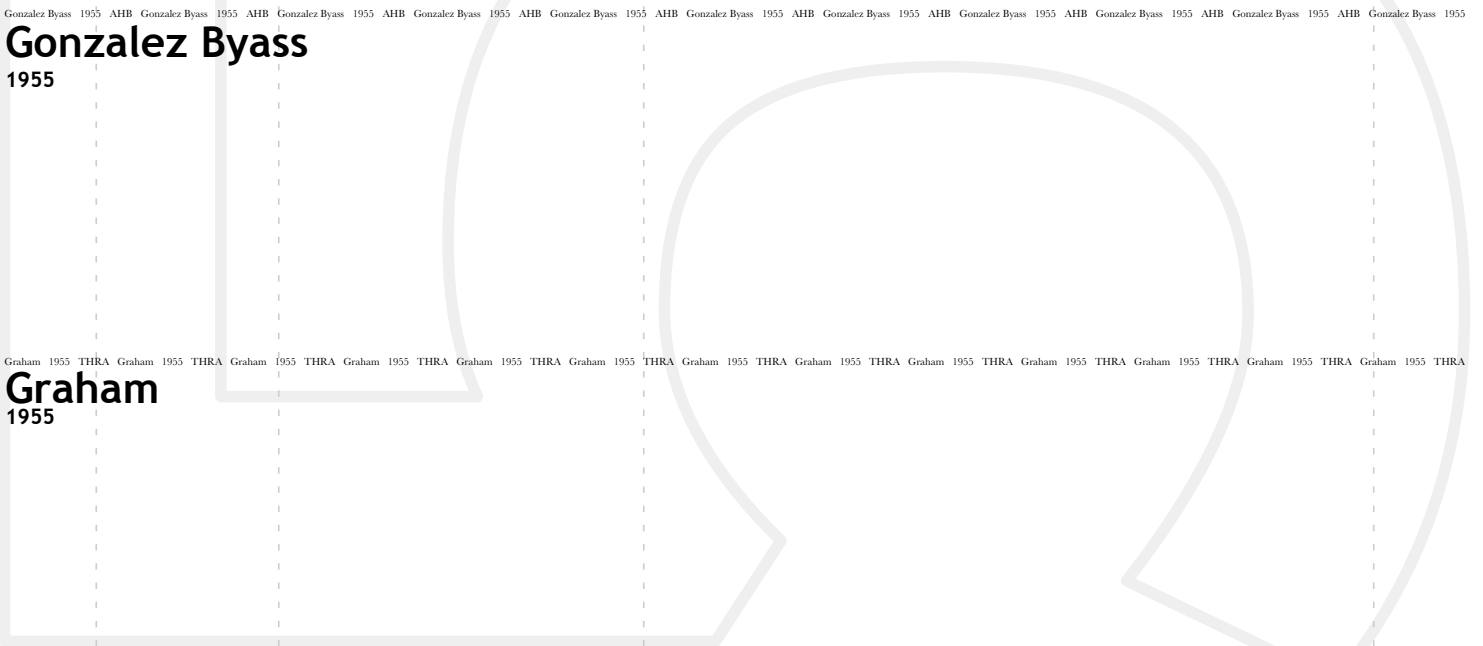 Gonzalez Byass 1955 AHB Gonzalez Byass 1955 AHB Gonzalez Byass 1955 AHB Gonzalez Byass 1955 AHB Gonzalez Byass 1955 AHB Gonzalez Byass 1955 AHB Gonzalez Byass 1955 AHB Gonzalez Byass 1955 AHB Gonzalez Byass 1955 AHB Gonzalez Byass 1955 AHB Gonzalez Byass 1955
Gonzalez Byass
1955
Graham 1955 THRA Graham 1955 THRA Graham 1955 THRA Graham 1955 THRA Graham 1955 THRA Graham 1955 THRA Graham 1955 THRA Graham 1955 THRA Graham 1955 THRA Graham 1955 THRA Graham 1955 THRA Graham 1955 THRA Graham 1955 THRA
Graham
1955